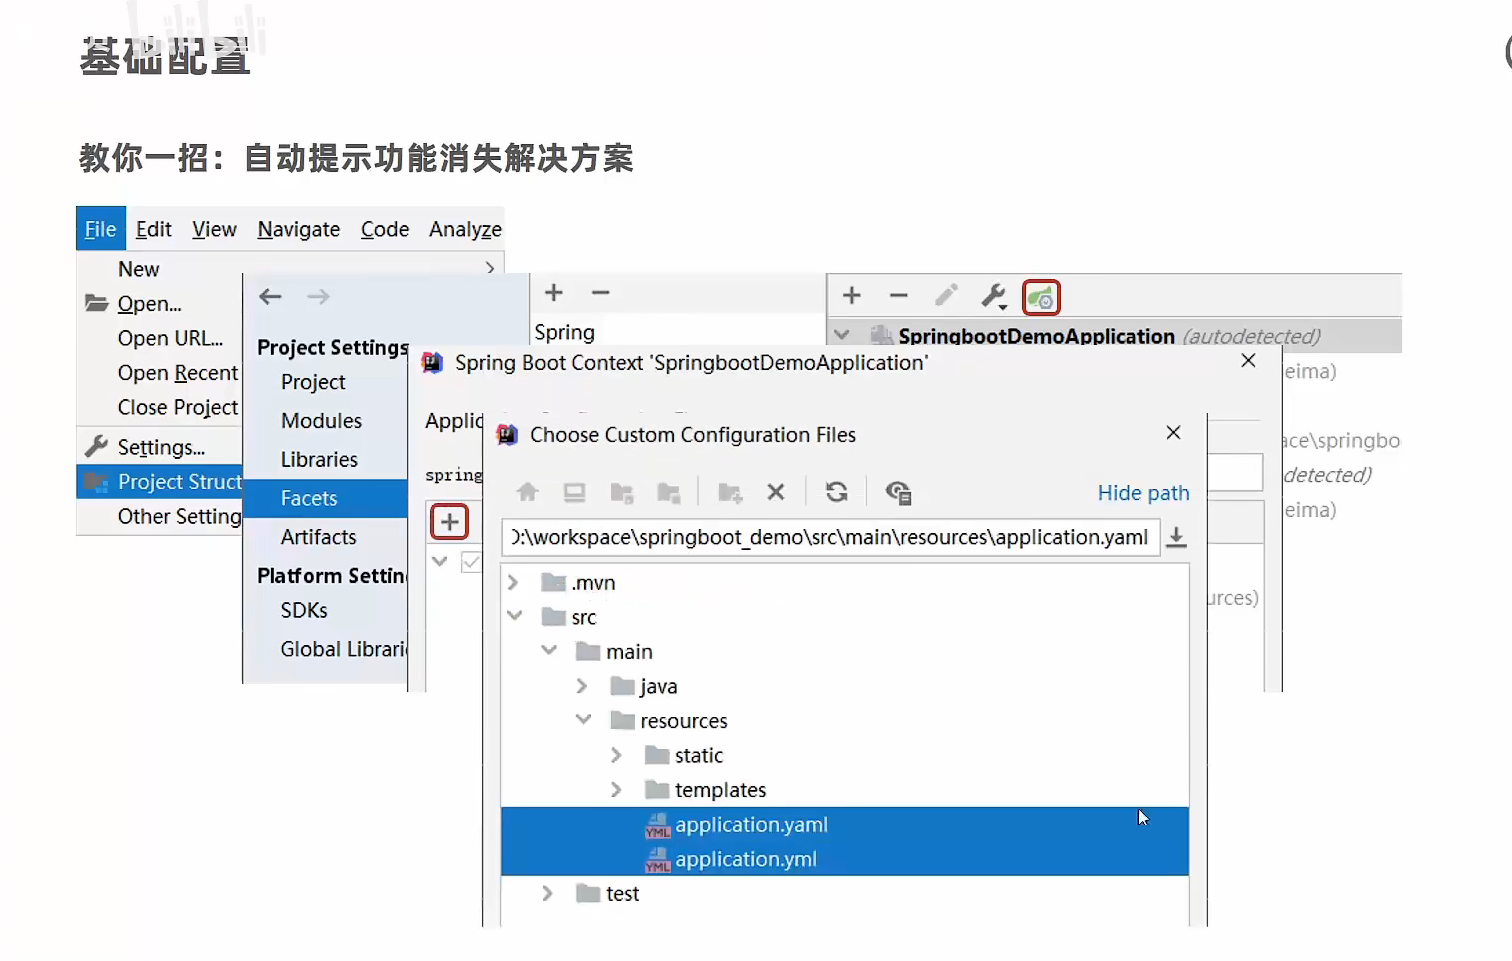 基础配置
教你一招：自动提示功能消失解决方案
File Edit View Navigate Code Analyze
New
Open...
Open URL...
Open Recent
Close Project
Settings...
Project Struct
Other Setting
Project Settings
Project
Modules
Libraries
Facets
Artifacts
Platform Settin
SDKs
Global Librari
Spring
SpringbootDemoApplication (autodetected)
eima)
ace\springbo
detected)
eima)
Spring Boot Context 'SpringbootDemoApplication'
Applic
spring
urces)
Choose Custom Configuration Files
Hide path
D:\workspace\springboot_demo\src\main\resources\application.yaml
.mvn
src
main
java
resources
static
templates
YML application.yaml
YML application.yml
test